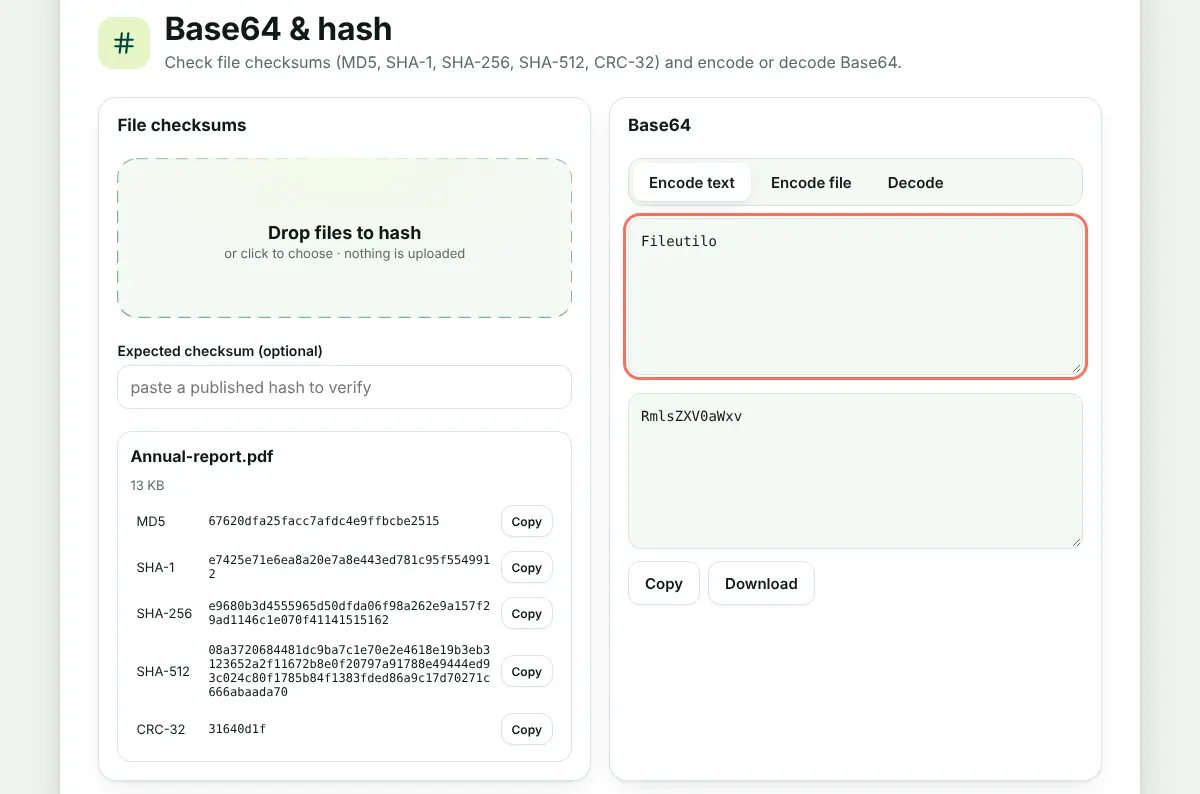 #
Base64 & hash
Check file checksums (MD5, SHA-1, SHA-256, SHA-512, CRC-32) and encode or decode Base64.
File checksums
Drop files to hash
or click to choose · nothing is uploaded
Expected checksum (optional)
paste a published hash to verify
Annual-report.pdf
13 KB
MD5 67620dfa25facc7afdc4e9ffbcbe2515 Copy
SHA-1 e7425e71e6ea8a20e7a8e443ed781c95f554991
2 Copy
SHA-256 e9680b3d4555965d50dfda06f98a262e9a157f2
9ad1146c1e070f41141515162 Copy
SHA-512 08a3720684481dc9ba7c1e70e2e4618e19b3eb3
123652a2f11672b8e0f20797a91788e49444ed9
3c024c80f1785b84f1383fded86a9c17d70271c
666abaada70 Copy
CRC-32 31640d1f Copy
Base64
Encode text Encode file Decode
Fileutilo
RmlsZXV0aWxv
Copy Download